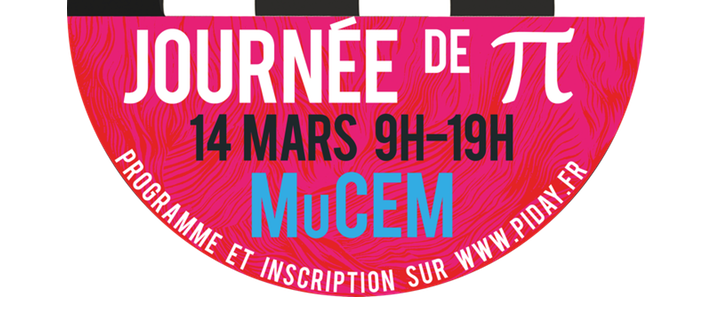 JOURNÉE DE π
14 MARS 9H-19H
MuCEM
PROGRAMME ET INSCRIPTION SUR WWW.PIDAY.FR